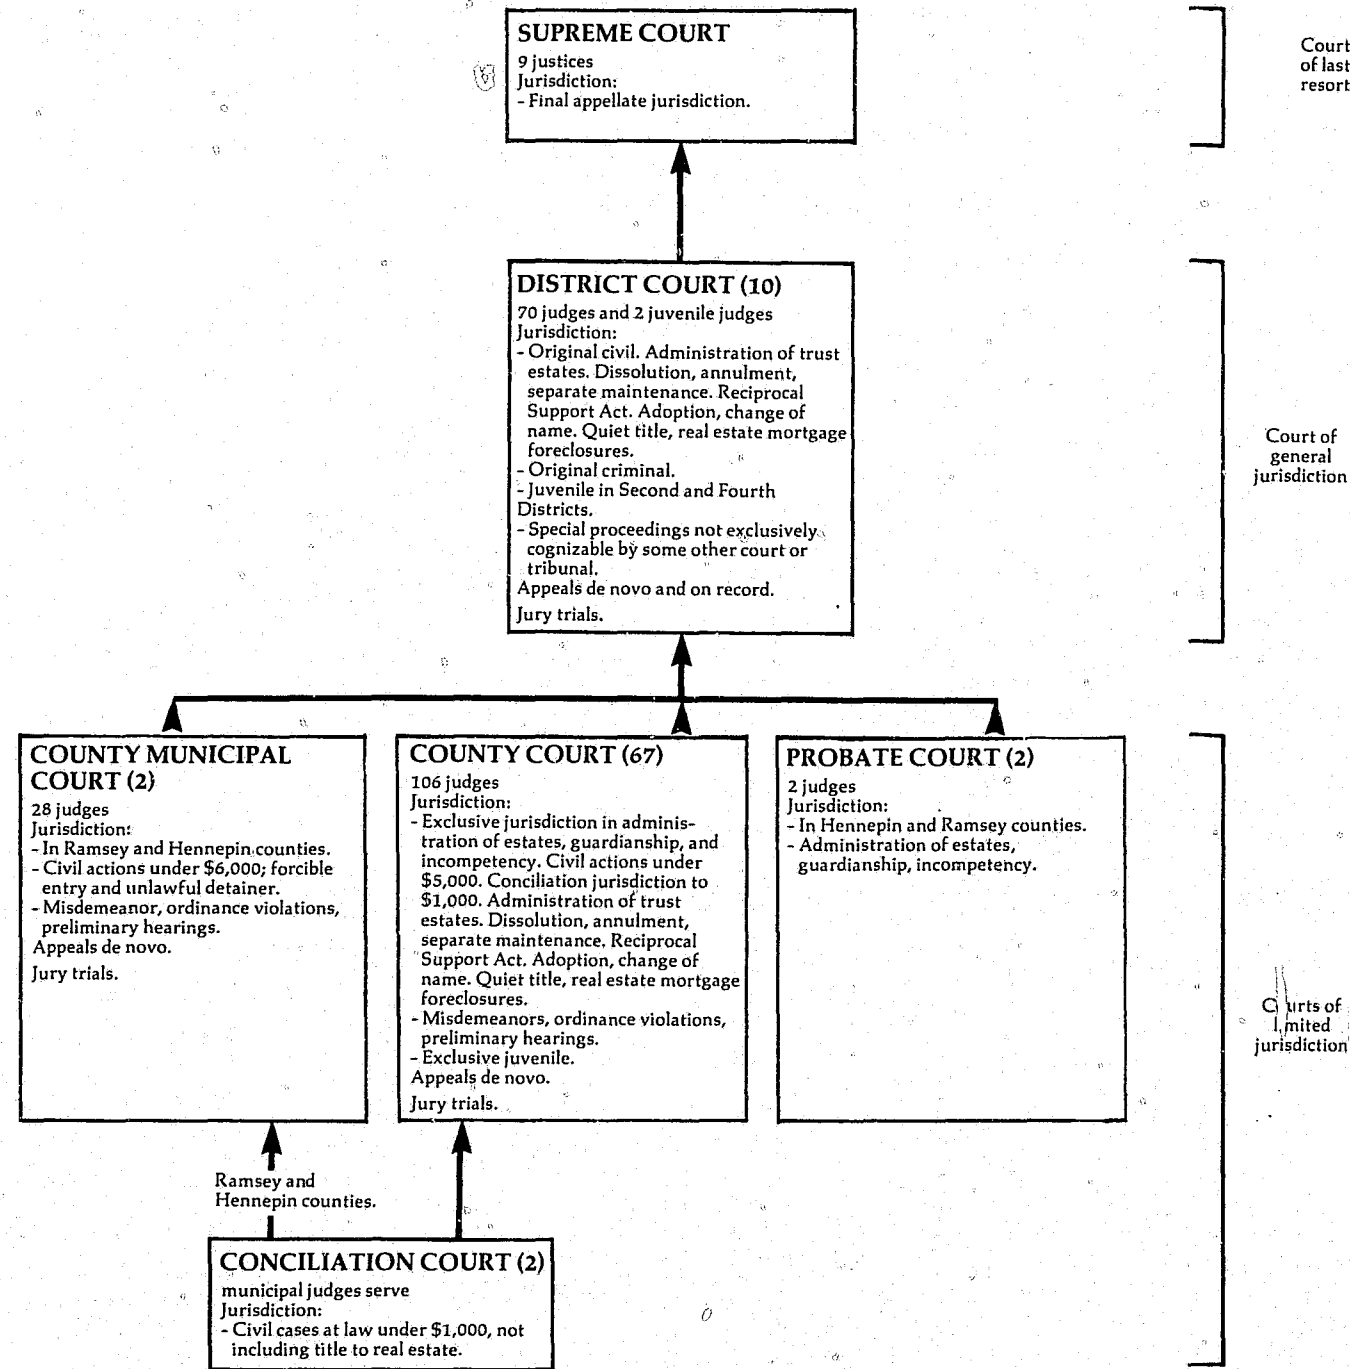 SUPREME COURT
9 justices
Jurisdiction:
- Final appellate jurisdiction.
Court
of last
resort
DISTRICT COURT (10)
70 judges and 2 juvenile judges
Jurisdiction:
- Original civil. Administration of trust
estates. Dissolution, annulment,
separate maintenance. Reciprocal
Support Act. Adoption, change of
name. Quiet title, real estate mortgage
foreclosures.
- Original criminal.
- Juvenile in Second and Fourth
Districts.
- Special proceedings not exclusively
cognizable by some other court or
tribunal.
Appeals de novo and on record.
Jury trials.
Court of
general
jurisdiction
COUNTY MUNICIPAL
COURT (2)
28 judges
Jurisdiction:
- In Ramsey and Hennepin counties.
- Civil actions under $6,000; forcible
entry and unlawful detainer.
- Misdemeanor, ordinance violations,
preliminary hearings.
Appeals de novo.
Jury trials.
COUNTY COURT (67)
106 judges
Jurisdiction:
- Exclusive jurisdiction in adminis-
tration of estates, guardianship, and
incompetency. Civil actions under
$5,000. Conciliation jurisdiction to
$1,000. Administration of trust
estates. Dissolution, annulment,
separate maintenance. Reciprocal
Support Act. Adoption, change of
name. Quiet title, real estate mortgage
foreclosures.
- Misdemeanors, ordinance violations,
preliminary hearings.
- Exclusive juvenile.
Appeals de novo.
Jury trials.
PROBATE COURT (2)
2 judges
Jurisdiction:
- In Hennepin and Ramsey counties.
- Administration of estates,
guardianship, incompetency.
Courts of
limited
jurisdiction
Ramsey and
Hennepin counties.
CONCILIATION COURT (2)
municipal judges serve
Jurisdiction:
- Civil cases at law under $1,000, not
including title to real estate.